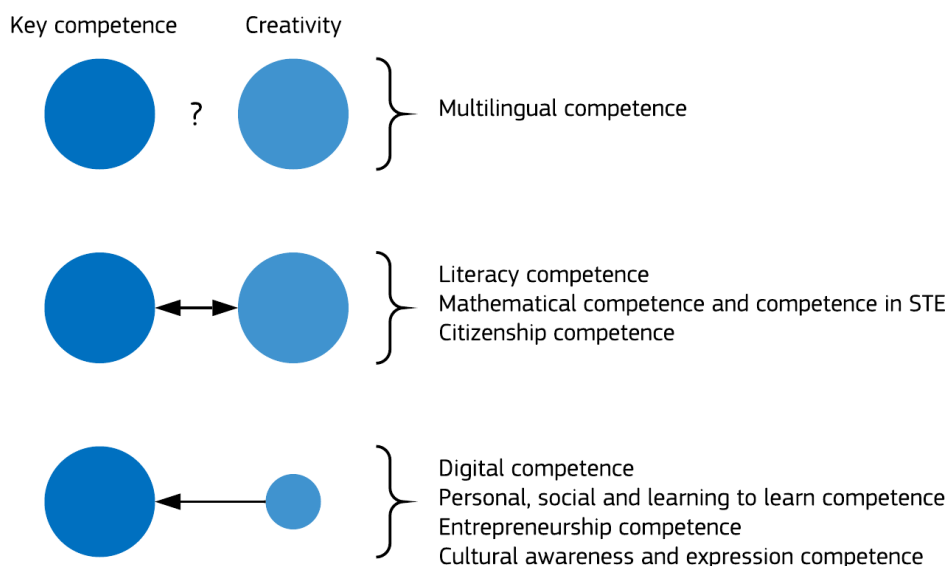 Key competence Creativity
?
Multilingual competence
Literacy competence
Mathematical competence and competence in STE
Citizenship competence
Digital competence
Personal, social and learning to learn competence
Entrepreneurship competence
Cultural awareness and expression competence